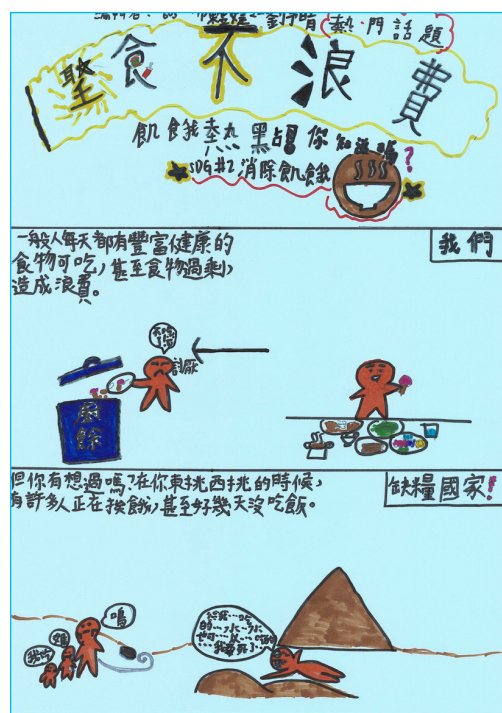 熱門話題
聖食不浪費
飢餓熱點你知道嗎?
SDG#2消除飢餓
我們
一般人每天都有豐富健康的
食物可吃,甚至食物過剩,
造成浪費。
討厭
廚餘
缺糧國家!
但你有想過嗎?在你東挑西挑的時候,
有許多人正在挨餓,甚至好幾天沒吃飯。
嗚